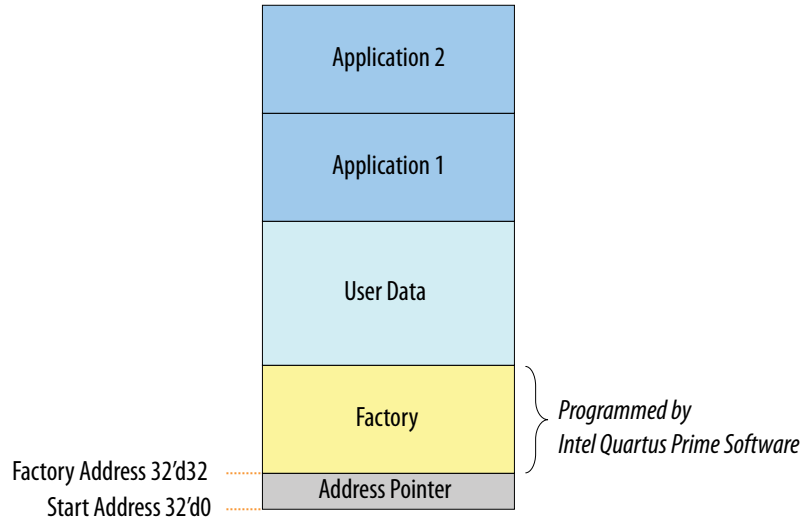 Application 2
Application 1
User Data
Factory
Programmed by
Intel Quartus Prime Software
Factory Address 32'd32
Address Pointer
Start Address 32'd0